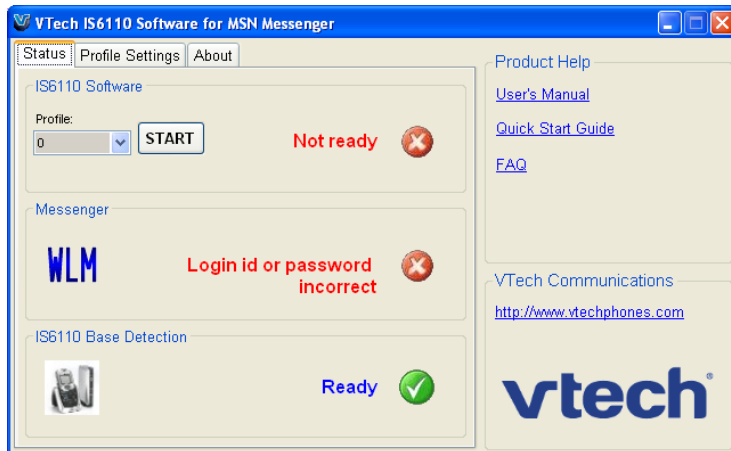 VTech IS6110 Software for MSN Messenger
Status
Profile Settings
About
IS6110 Software
Profile:
0
START
Not ready
Messenger
WLM
Login id or password
incorrect
IS6110 Base Detection
Ready
Product Help
User's Manual
Quick Start Guide
FAQ
VTech Communications
http://www.vtechphones.com
vtech®